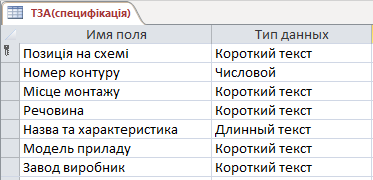 ТЗА(специфікація)
Имя поля Тип данных
Позиція на схемі Короткий текст
Номер контуру Числовой
Місце монтажу Короткий текст
Речовина Короткий текст
Назва та характеристика Длинный текст
Модель приладу Короткий текст
Завод виробник Короткий текст